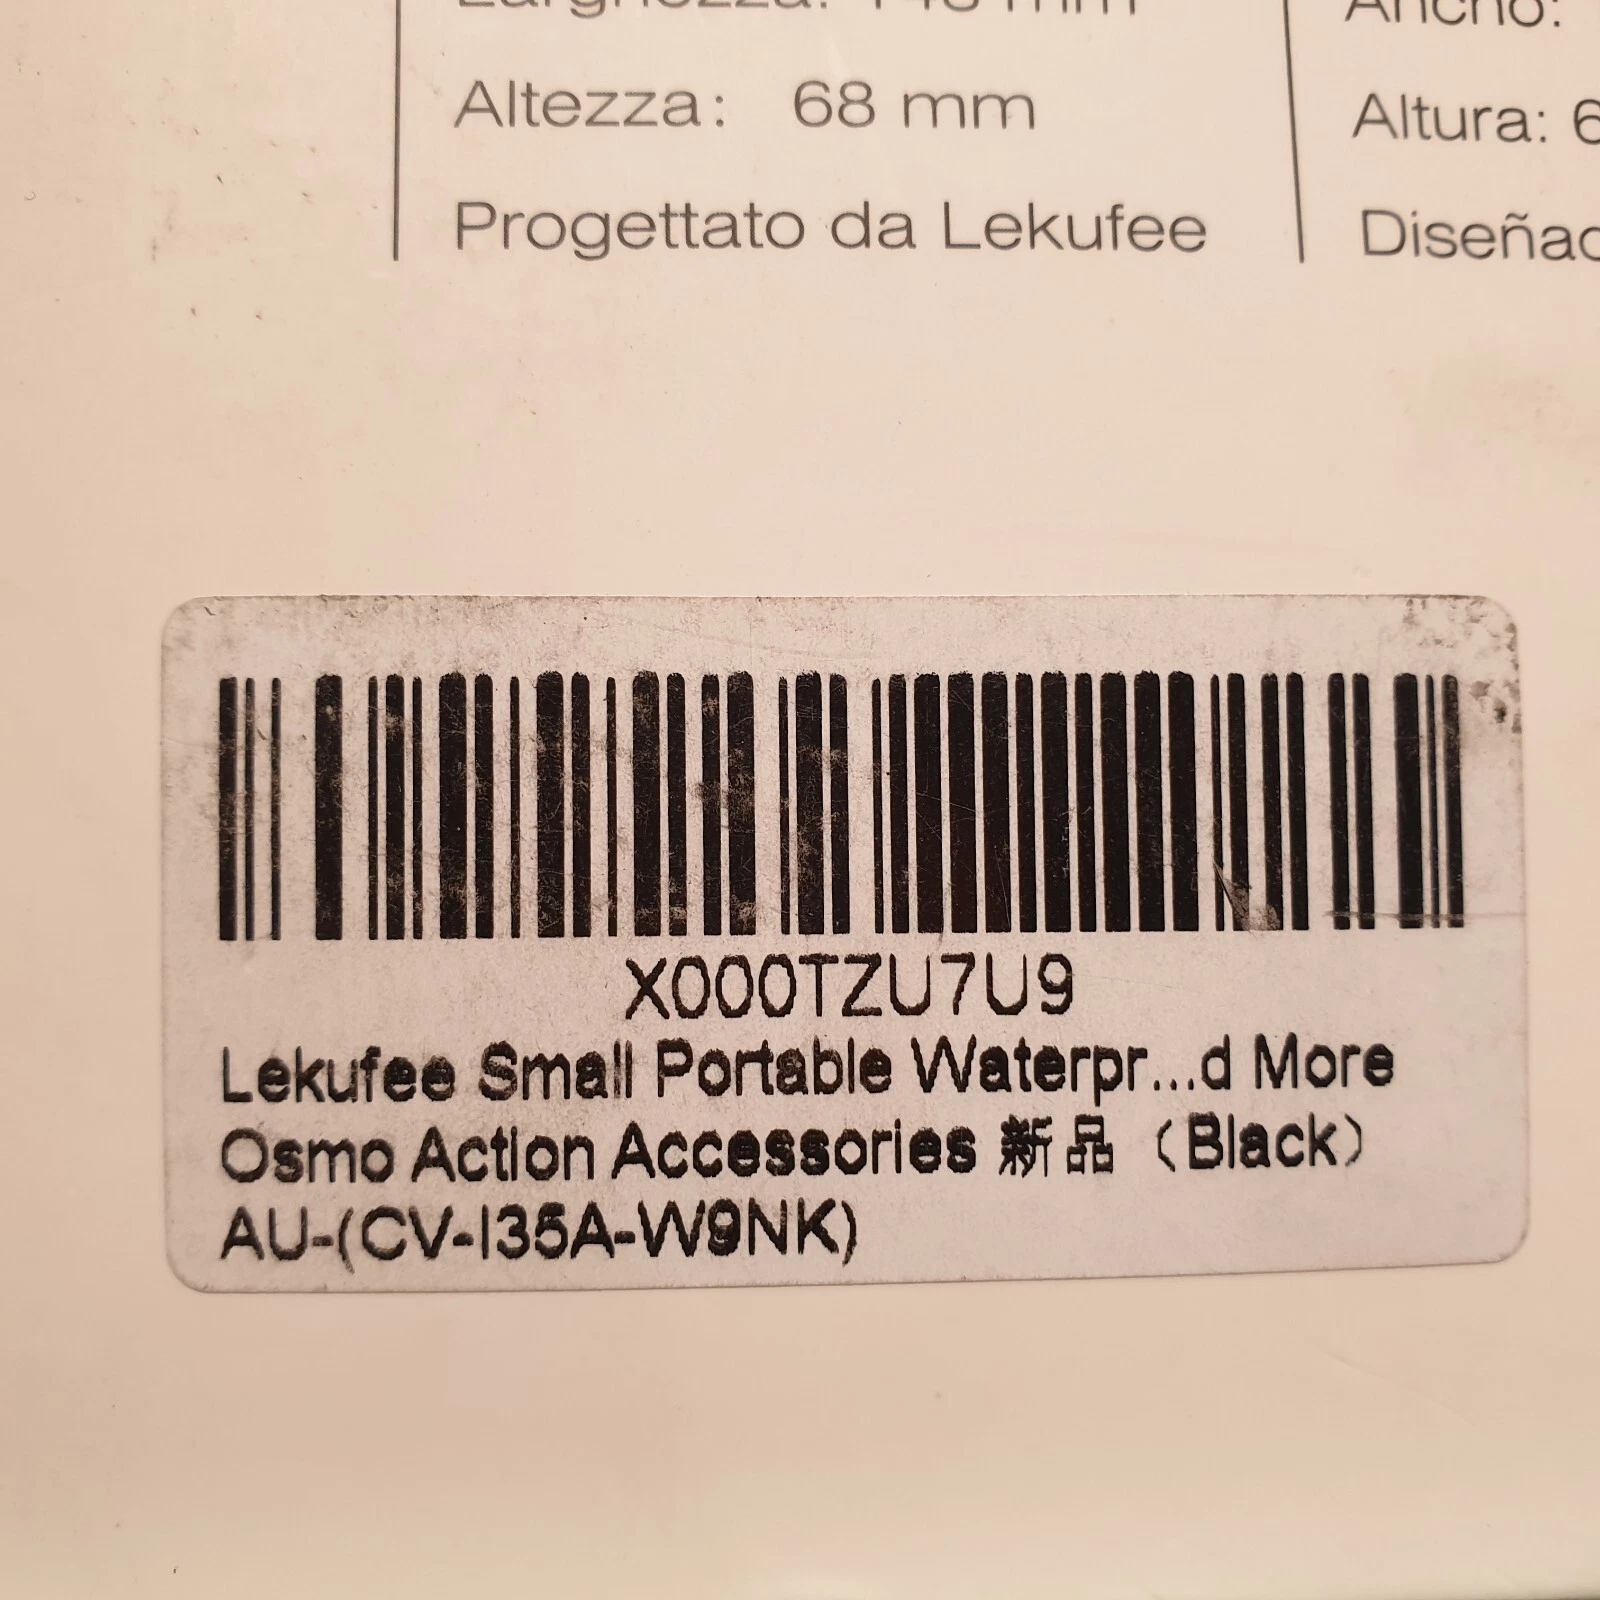 Altezza: 68 mm
Altura: 6
Progettato da Lekufee
X000TZU7U9
Lekufee Small Portable Waterpr...d More
Osmo Action Accessories 新品 （Black）
AU-(CV-I35A-W9NK)